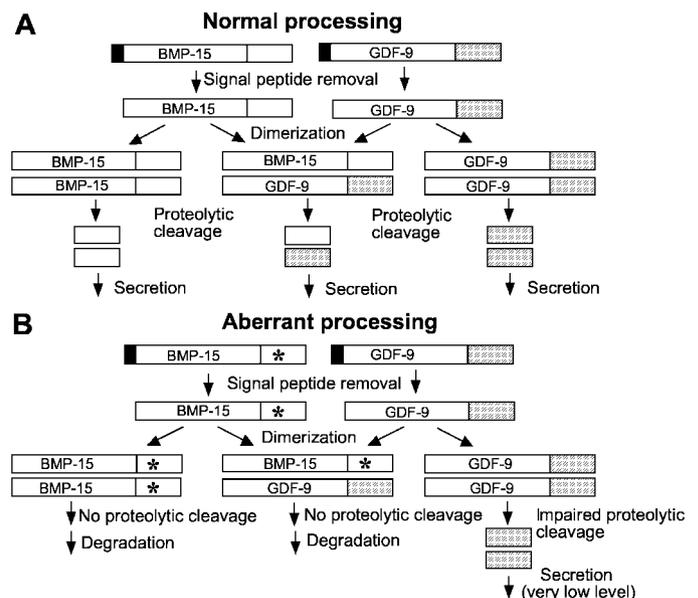 A
Normal processing
BMP-15
GDF-9
Signal peptide removal
BMP-15
GDF-9
Dimerization
BMP-15
BMP-15
GDF-9
BMP-15
GDF-9
GDF-9
Proteolytic
cleavage
Proteolytic
cleavage
Secretion
Secretion
Secretion
B
Aberrant processing
BMP-15 *
GDF-9
Signal peptide removal
BMP-15 *
GDF-9
Dimerization
BMP-15 *
BMP-15 *
GDF-9
BMP-15 *
GDF-9
GDF-9
No proteolytic cleavage
No proteolytic cleavage
Impaired proteolytic
cleavage
Degradation
Degradation
Secretion
(very low level)